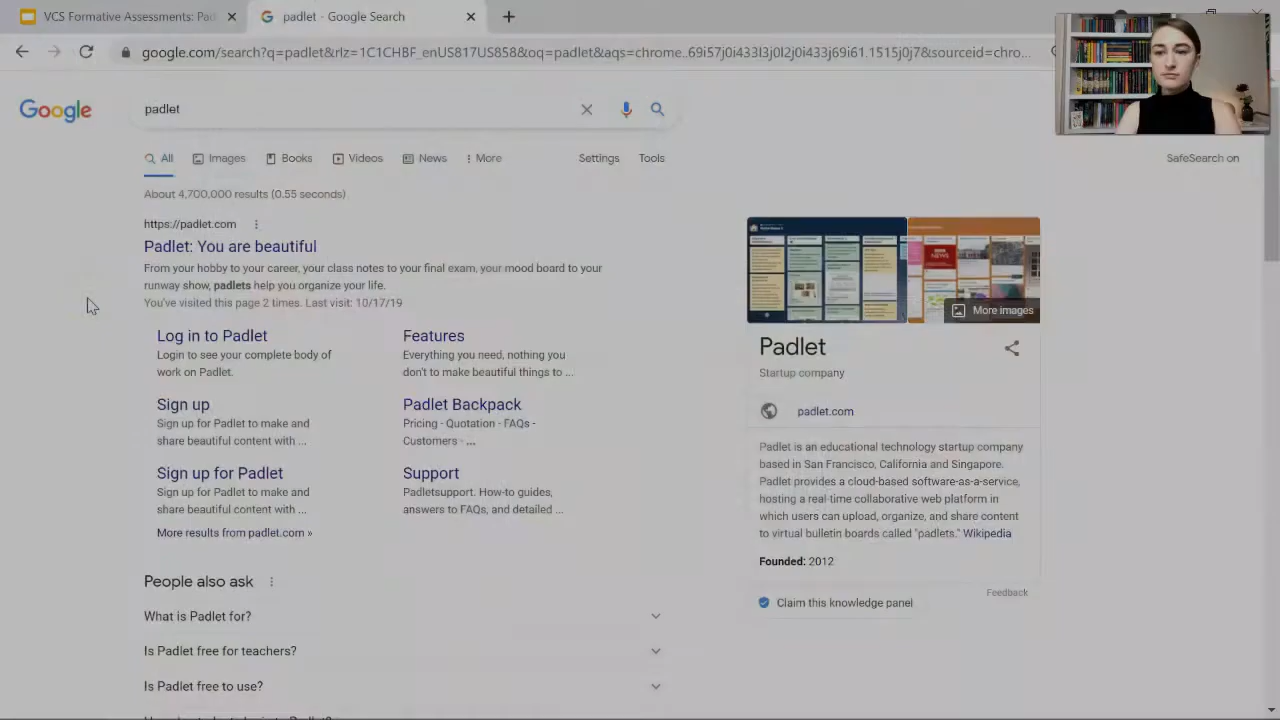 VCS Formative Assessments: Pad
padlet - Google Search
google.com/search?q=padlet&rlz=1C1CHBF_enUS817US858&oq=padlet&aqs=chrome..69i57j0i433l3j0l2j0i433j69i60.1515j0j7&sourceid=chro...
Google
padlet
All
Images
Books
Videos
News
More
Settings
Tools
SafeSearch on
About 4,700,000 results (0.55 seconds)
https://padlet.com
Padlet: You are beautiful
From your hobby to your career, your class notes to your final exam, your mood board to your
runway show, padlets help you organize your life.
You've visited this page 2 times. Last visit: 10/17/19
Log in to Padlet
Login to see your complete body of
work on Padlet.
Features
Everything you need, nothing you
don't to make beautiful things to ...
Sign up
Sign up for Padlet to make and
share beautiful content with ...
Padlet Backpack
Pricing - Quotation - FAQs -
Customers - ...
Sign up for Padlet
Sign up for Padlet to make and
share beautiful content with ...
Support
Padletsupport. How-to guides,
answers to FAQs, and detailed ...
More results from padlet.com »
People also ask
What is Padlet for?
Is Padlet free for teachers?
Is Padlet free to use?
NEWS
More images
Padlet
Startup company
padlet.com
Padlet is an educational technology startup company
based in San Francisco, California and Singapore.
Padlet provides a cloud-based software-as-a-service,
hosting a real-time collaborative web platform in
which users can upload, organize, and share content
to virtual bulletin boards called "padlets." Wikipedia
Founded: 2012
Feedback
Claim this knowledge panel